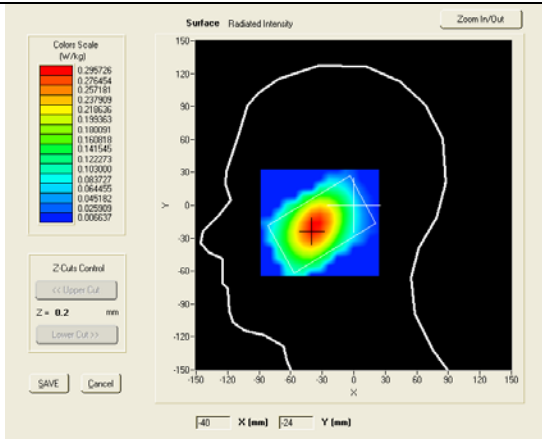 Surface Radiated Intensity
Zoom In/Out
Colors Scale
(W/kg)
0.295726
0.276454
0.257181
0.237909
0.218636
0.199363
0.180091
0.160818
0.141545
0.122273
0.103000
0.083727
0.064455
0.045182
0.025909
0.006637
Z-Cuts Control
<< Upper Cut
Z = 0.2 mm
Lower Cut >>
SAVE Cancel
150
120
90
60
30
0
-30
-60
-90
-120
-150
Y
-150 -120 -90 -60 -30 0 30 60 90 120 150
X
-40 X (mm) -24 Y (mm)